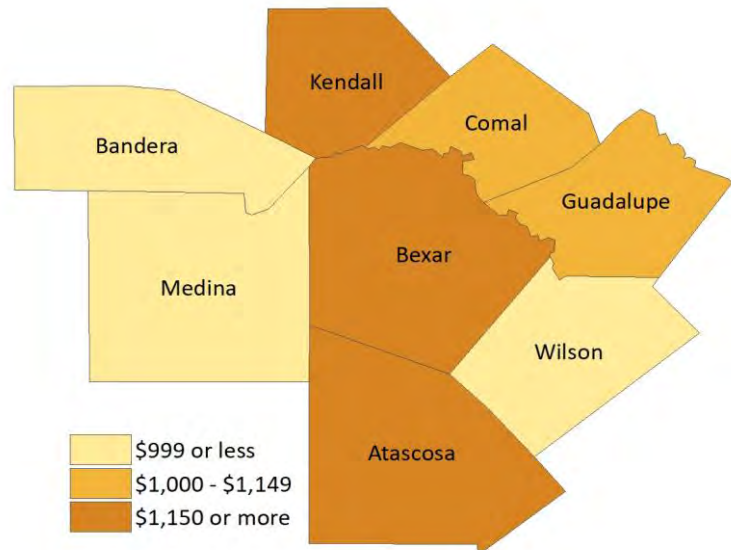 Kendall
Comal
Bandera
Guadalupe
Bexar
Medina
Wilson
Atascosa
$999 or less
$1,000 - $1,149
$1,150 or more